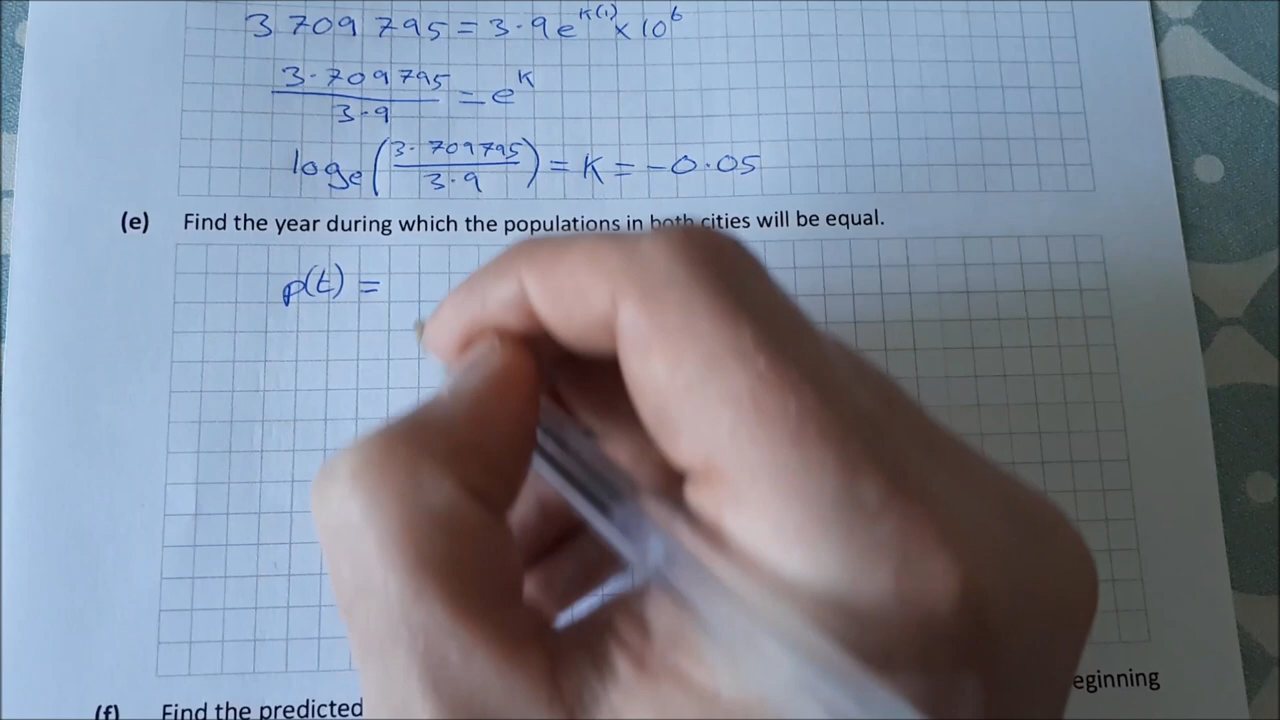 3 709 795 = 3.9e^K(1) × 10^6
3.709795
3.9
= e^K
loge(3.709795/3.9) = K = -0.05
(e) Find the year during which the populations in both cities will be equal.
p(t) =
(f) Find the predicted eginning